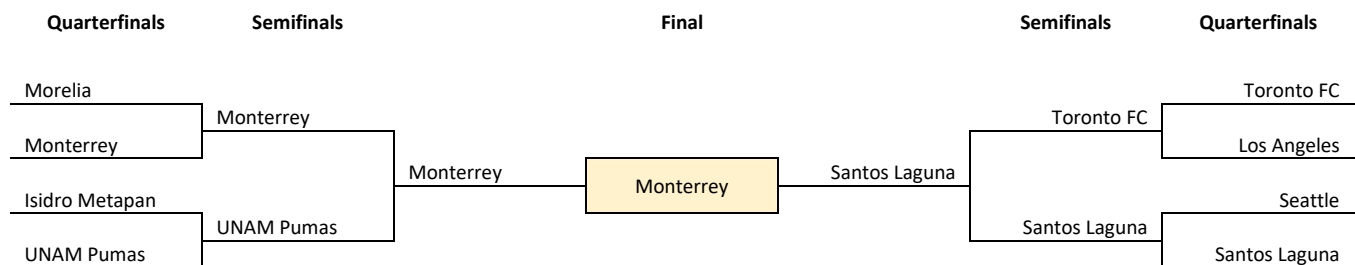 Quarterfinals Semifinals Final Semifinals Quarterfinals
Morelia Toronto FC
Monterrey Toronto FC
Monterrey Los Angeles
Monterrey Monterrey Santos Laguna
Isidro Metapan Seattle
UNAM Pumas Santos Laguna
UNAM Pumas Santos Laguna